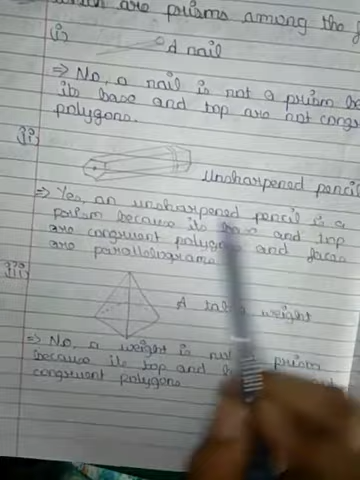 are prisms among the
(i) A nail
⇒ No, a nail is not a prism
its base and top are not
polygons.
(ii) Unsharpened pencil
⇒ Yes, an unsharpened pencil is a
prism because its base and top
are congruent and faces
are parallelograms
(iii) A weight
⇒ No, a weight is prism
because its top and
congruent polygons